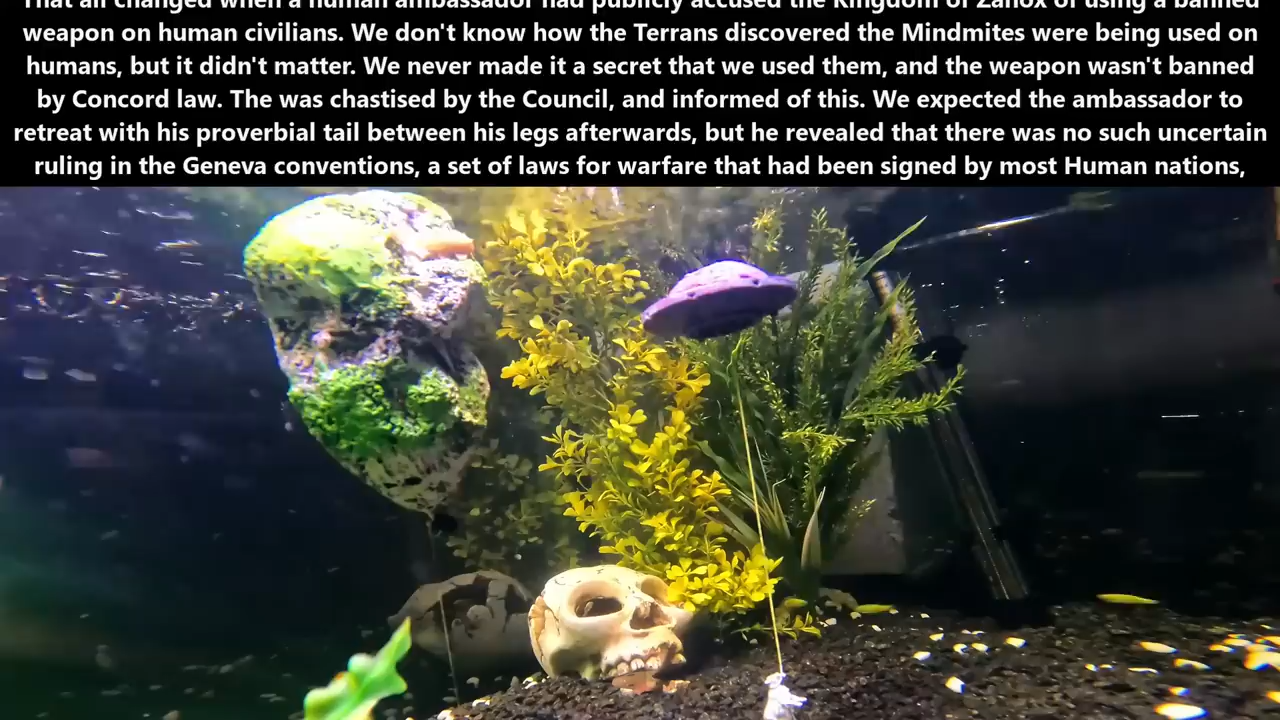 That all changed when a human ambassador had publicly accused the Kingdom of Zanox of using a banned
weapon on human civilians. We don't know how the Terrans discovered the Mindmites were being used on
humans, but it didn't matter. We never made it a secret that we used them, and the weapon wasn't banned
by Concord law. The was chastised by the Council, and informed of this. We expected the ambassador to
retreat with his proverbial tail between his legs afterwards, but he revealed that there was no such uncertain
ruling in the Geneva conventions, a set of laws for warfare that had been signed by most Human nations,